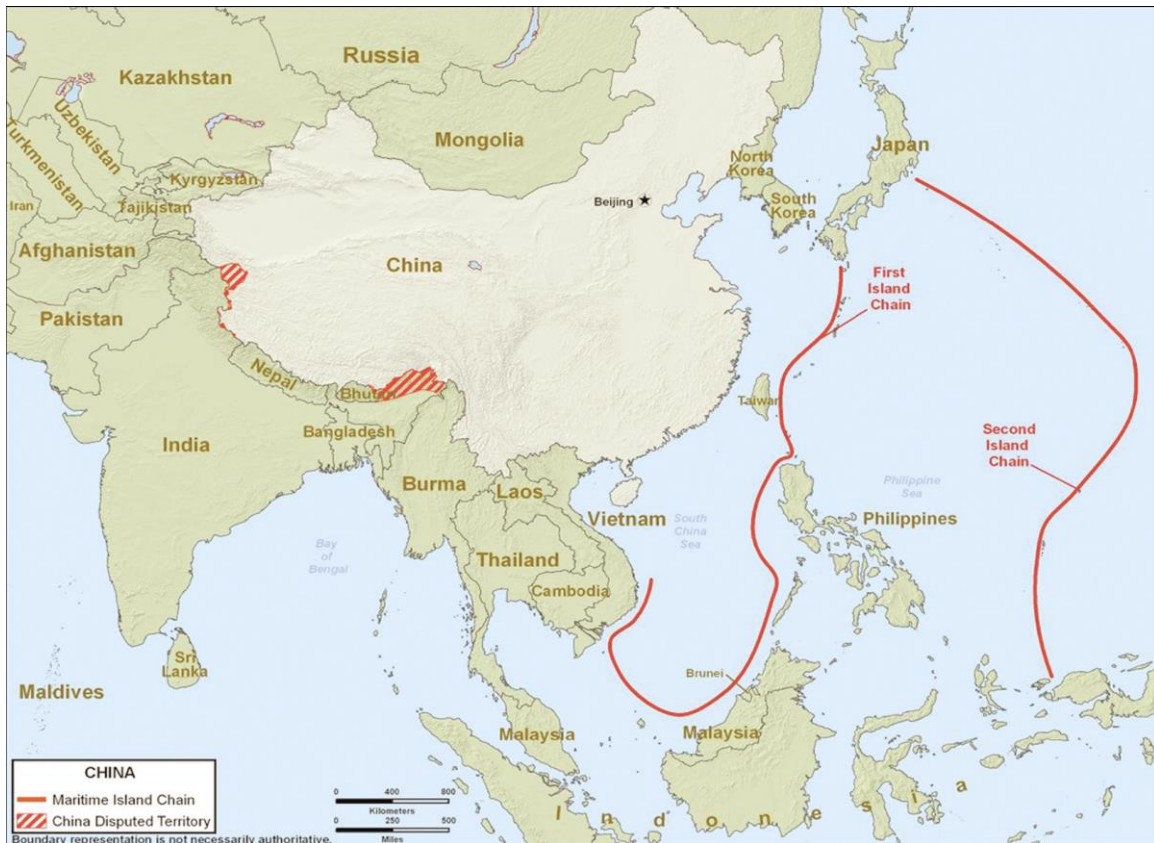 Russia
Kazakhstan
Mongolia
Uzbekistan
Turkmenistan
Kyrgyzstan
Tajikistan
Iran
Afghanistan
Pakistan
China
Beijing
North
Korea
South
Korea
Japan
First
Island
Chain
Second
Island
Chain
Nepal
Bhutan
Bangladesh
India
Burma
Laos
Vietnam
Thailand
Cambodia
Taiwan
South
China
Sea
Philippine
Sea
Philippines
Bay
of
Bengal
Sri
Lanka
Maldives
Brunei
Malaysia
Malaysia
Indonesia
CHINA
Maritime Island Chain
China Disputed Territory
Boundary representation is not necessarily authoritative.
0 400 800
Kilometers
0 250 500
Miles